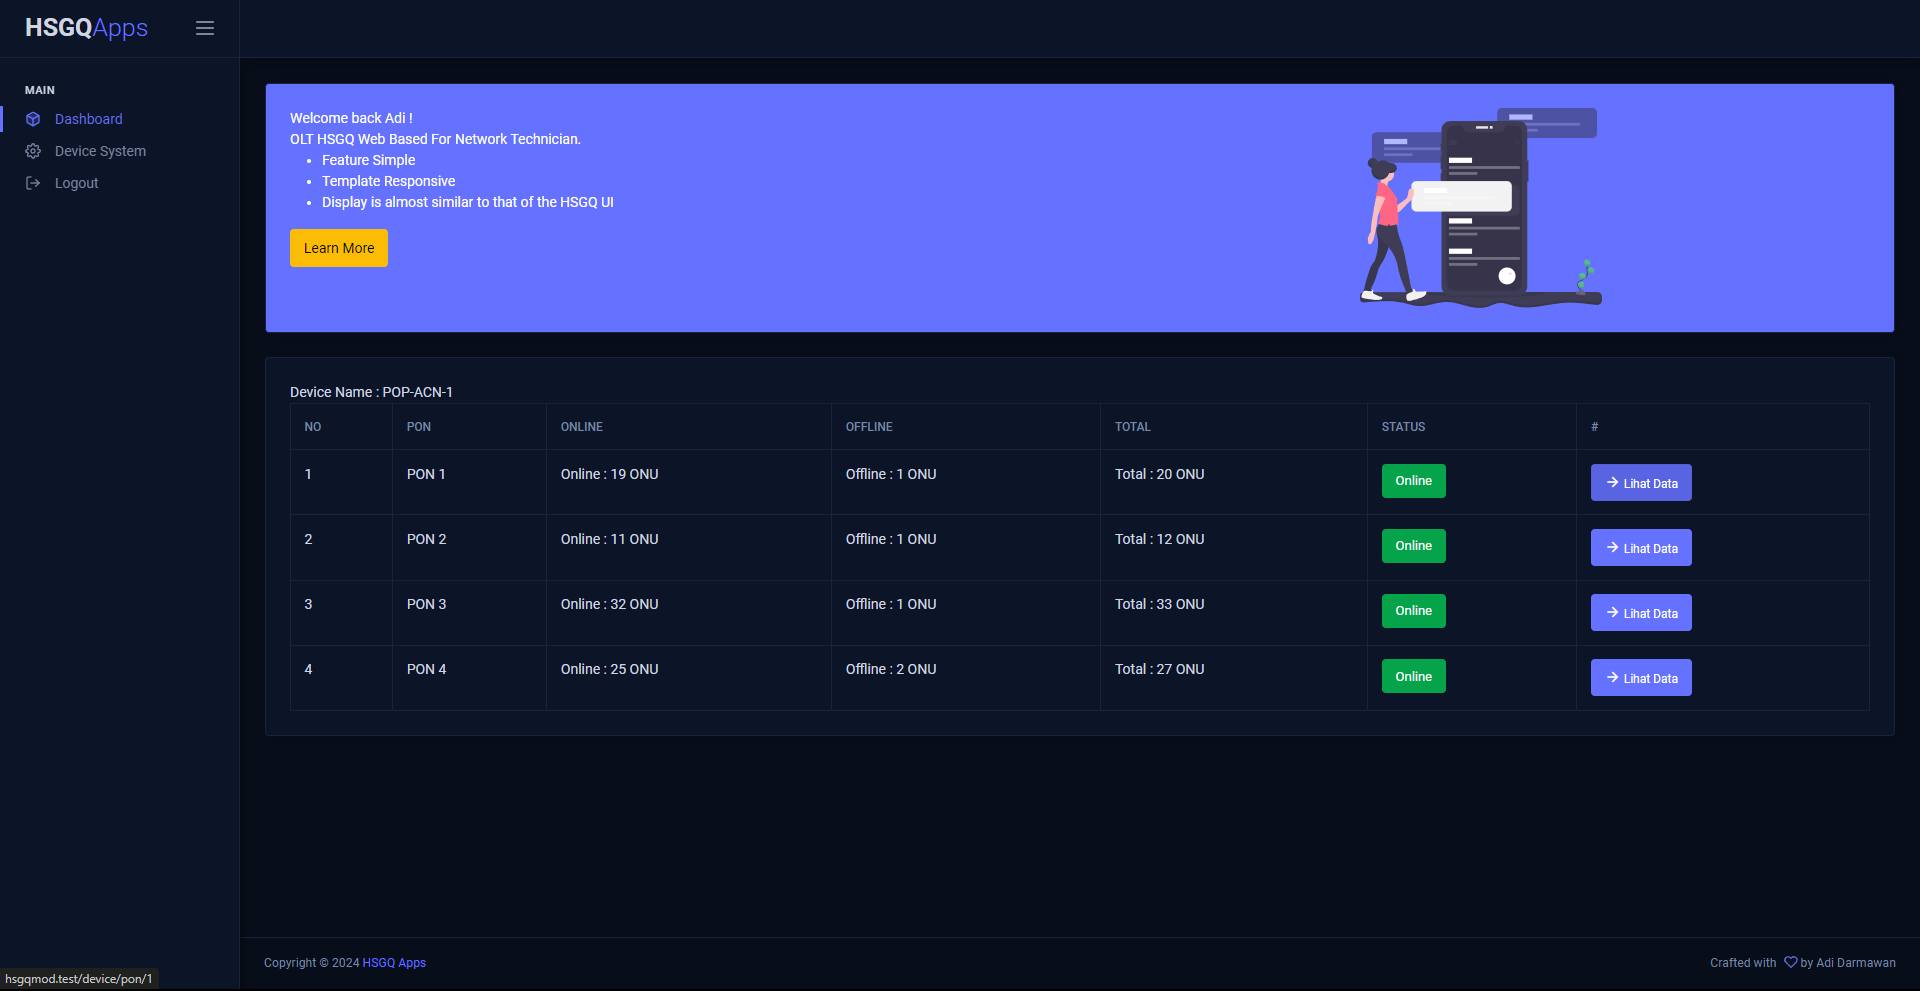 HSGQApps
MAIN
Dashboard
Device System
Logout
Welcome back Adi !
OLT HSGQ Web Based For Network Technician.
• Feature Simple
• Template Responsive
• Display is almost similar to that of the HSGQ UI
Learn More
Device Name : POP-ACN-1
NO PON ONLINE OFFLINE TOTAL STATUS #
1 PON 1 Online : 19 ONU Offline : 1 ONU Total : 20 ONU Online → Lihat Data
2 PON 2 Online : 11 ONU Offline : 1 ONU Total : 12 ONU Online → Lihat Data
3 PON 3 Online : 32 ONU Offline : 1 ONU Total : 33 ONU Online → Lihat Data
4 PON 4 Online : 25 ONU Offline : 2 ONU Total : 27 ONU Online → Lihat Data
Copyright © 2024 HSGQ Apps
Crafted with ♡ by Adi Darmawan
hsgqmod.test/device/pon/1